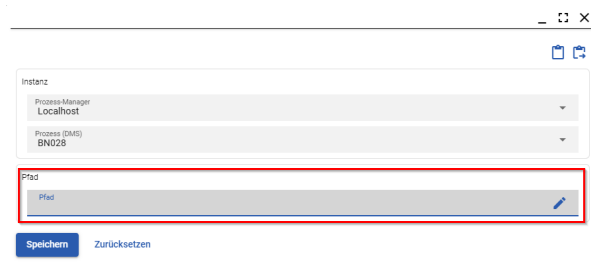 Instanz
Prozess-Manager
Localhost
Prozess (DMS)
BN028
Pfad
Pfad
Speichern Zurücksetzen